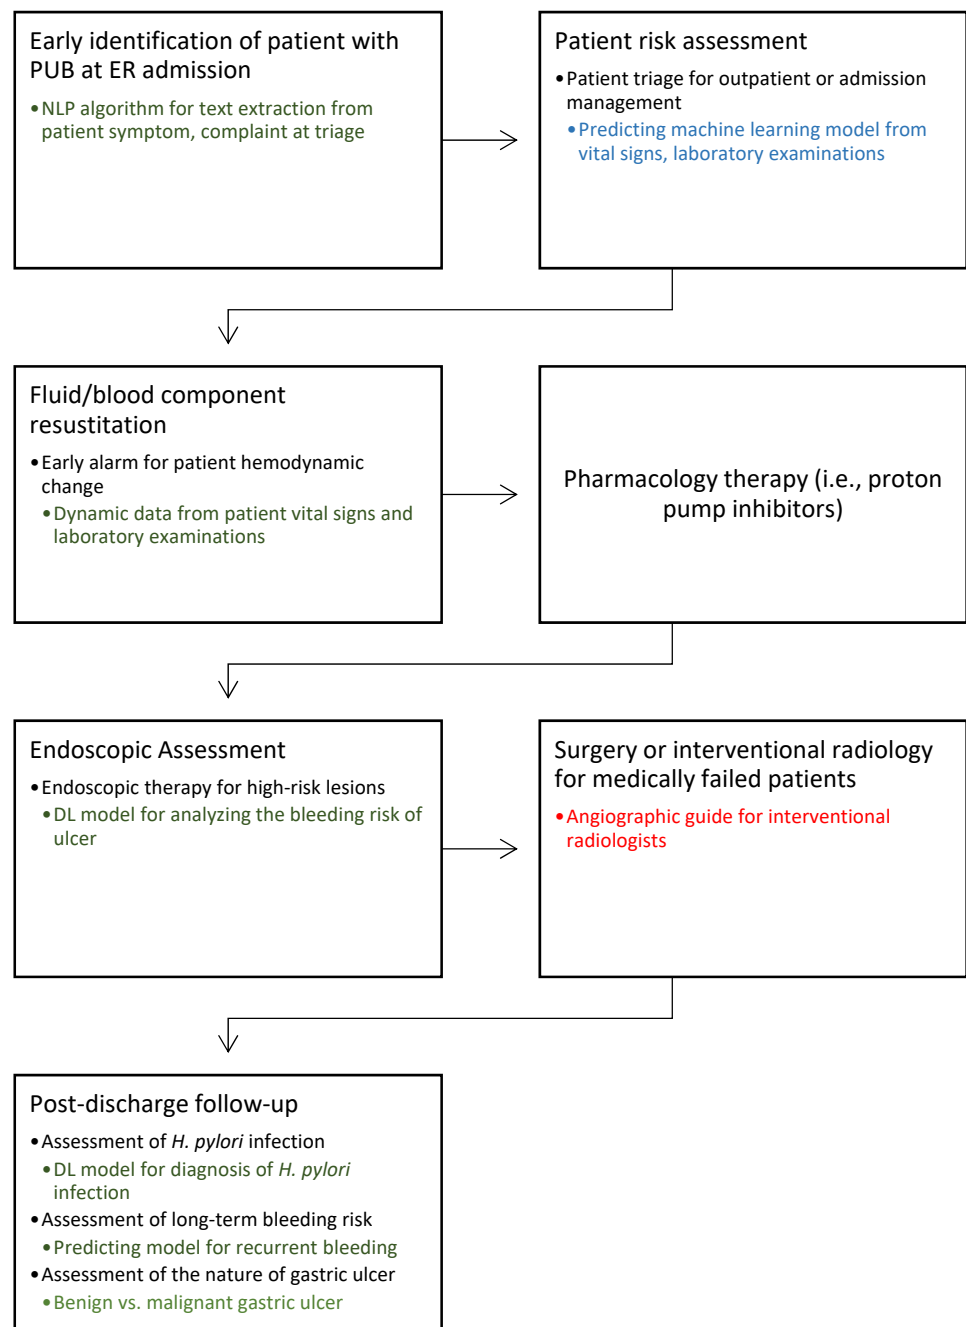 Early identification of patient with
PUB at ER admission
•NLP algorithm for text extraction from
patient symptom, complaint at triage
Patient risk assessment
•Patient triage for outpatient or admission
management
•Predicting machine learning model from
vital signs, laboratory examinations
Fluid/blood component
resustitation
•Early alarm for patient hemodynamic
change
•Dynamic data from patient vital signs and
laboratory examinations
Pharmacology therapy (i.e., proton
pump inhibitors)
Endoscopic Assessment
•Endoscopic therapy for high-risk lesions
•DL model for analyzing the bleeding risk of
ulcer
Surgery or interventional radiology
for medically failed patients
•Angiographic guide for interventional
radiologists
Post-discharge follow-up
•Assessment of H. pylori infection
•DL model for diagnosis of H. pylori
infection
•Assessment of long-term bleeding risk
•Predicting model for recurrent bleeding
•Assessment of the nature of gastric ulcer
•Benign vs. malignant gastric ulcer